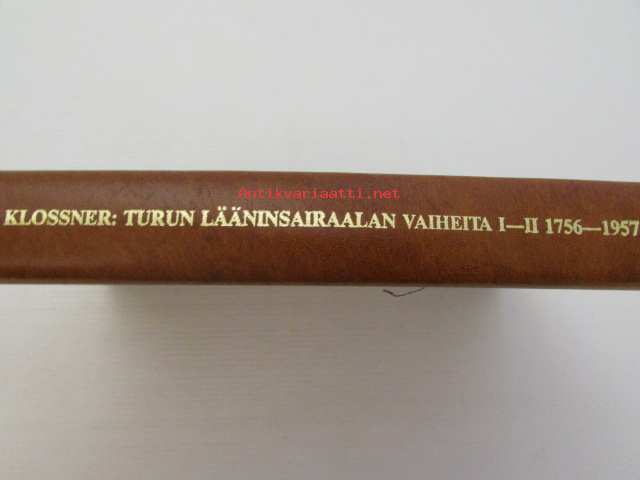 Antikvariaatti.net
KLOSSNER: TURUN LÄÄNINSAIRAALAN VAIHEITA I—II 1756—1957